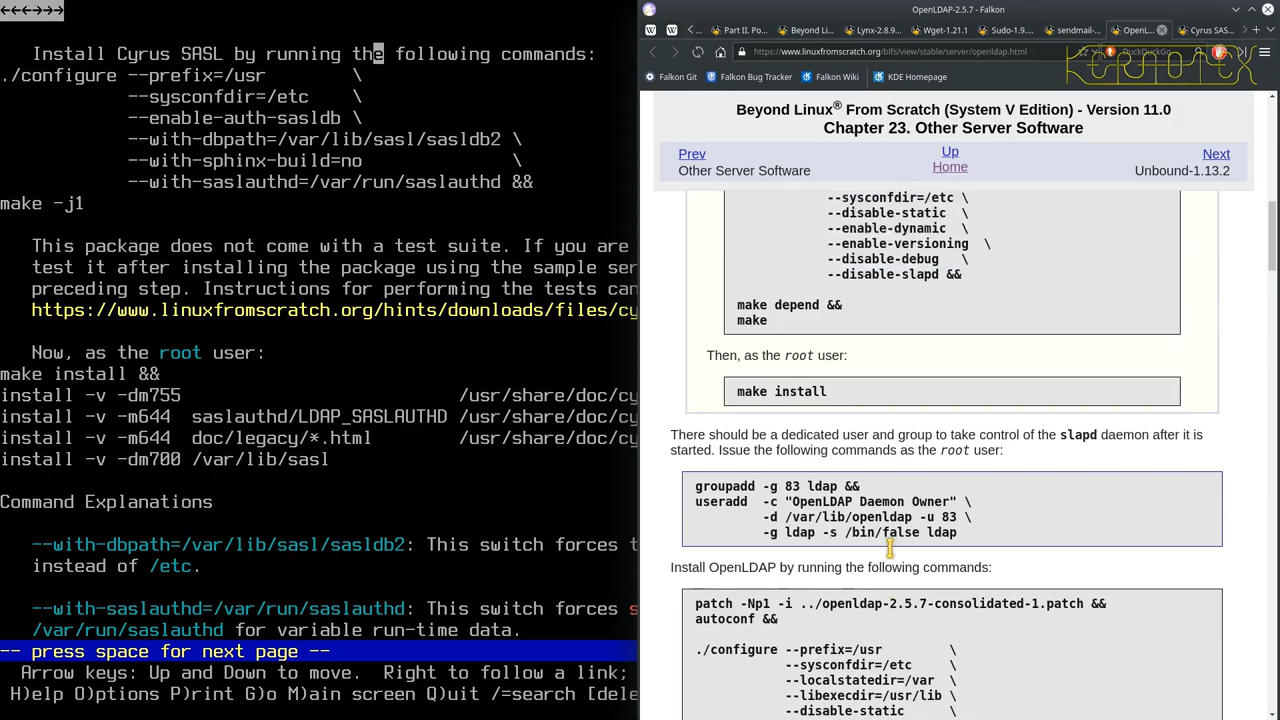 ←←←→→→
Install Cyrus SASL by running the following commands:
./configure --prefix=/usr \
--sysconfdir=/etc \
--enable-auth-sasldb \
--with-dbpath=/var/lib/sasl/sasldb2 \
--with-sphinx-build=no \
--with-saslauthd=/var/run/saslauthd &&
make -j1
This package does not come with a test suite. If you are
test it after installing the package using the sample ser
preceding step. Instructions for performing the tests can
https://www.linuxfromscratch.org/hints/downloads/files/cy
Now, as the root user:
make install &&
install -v -dm755 /usr/share/doc/cy
install -v -m644 saslauthd/LDAP_SASLAUTHD /usr/share/doc/cy
install -v -m644 doc/legacy/*.html /usr/share/doc/cy
install -v -dm700 /var/lib/sasl
Command Explanations
--with-dbpath=/var/lib/sasl/sasldb2: This switch forces t
instead of /etc.
--with-saslauthd=/var/run/saslauthd: This switch forces s
/var/run/saslauthd for variable run-time data.
-- press space for next page --
Arrow keys: Up and Down to move. Right to follow a link;
H)elp O)ptions P)rint G)o M)ain screen Q)uit /=search [dele
OpenLDAP-2.5.7 - Falkon
Part II. Po... Beyond Li... Lynx-2.8.9... Wget-1.21... Sudo-1.9... sendmail-... OpenL... Cyrus SAS...
https://www.linuxfromscratch.org/blfs/view/stable/server/openldap.html DuckDuckGo
Falkon Git Falkon Bug Tracker Falkon Wiki KDE Homepage
Beyond Linux® From Scratch (System V Edition) - Version 11.0
Chapter 23. Other Server Software
Prev Up Next
Other Server Software Home Unbound-1.13.2
--sysconfdir=/etc \
--disable-static \
--enable-dynamic \
--enable-versioning \
--disable-debug \
--disable-slapd &&
make depend &&
make
Then, as the root user:
make install
There should be a dedicated user and group to take control of the slapd daemon after it is
started. Issue the following commands as the root user:
groupadd -g 83 ldap &&
useradd -c "OpenLDAP Daemon Owner" \
-d /var/lib/openldap -u 83 \
-g ldap -s /bin/false ldap
Install OpenLDAP by running the following commands:
patch -Np1 -i ../openldap-2.5.7-consolidated-1.patch &&
autoconf &&
./configure --prefix=/usr \
--sysconfdir=/etc \
--localstatedir=/var \
--libexecdir=/usr/lib \
--disable-static \